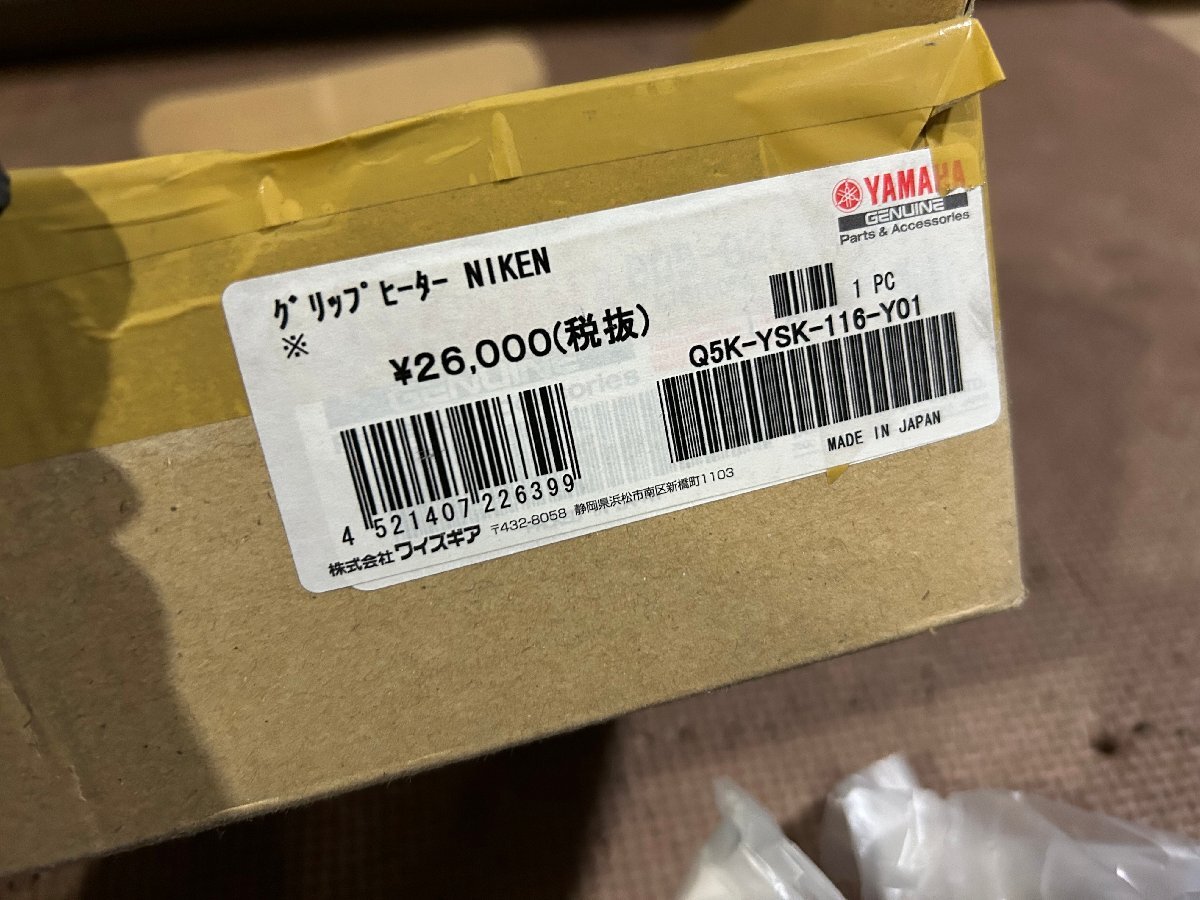 YAMAHA
GENUINE
Parts & Accessories
グリップヒーター NIKEN
※
¥26,000(税抜)
1 PC
Q5K-YSK-116-Y01
MADE IN JAPAN
4 521407 226399
株式会社 ワイズギア 〒432-8058 静岡県浜松市南区新橋町1103